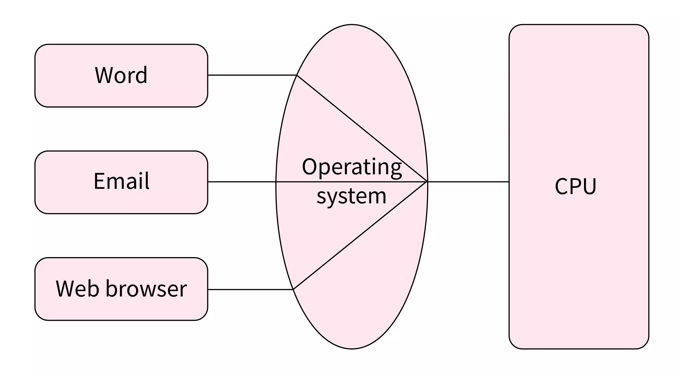 Word
Email
Web browser
Operating
system
CPU